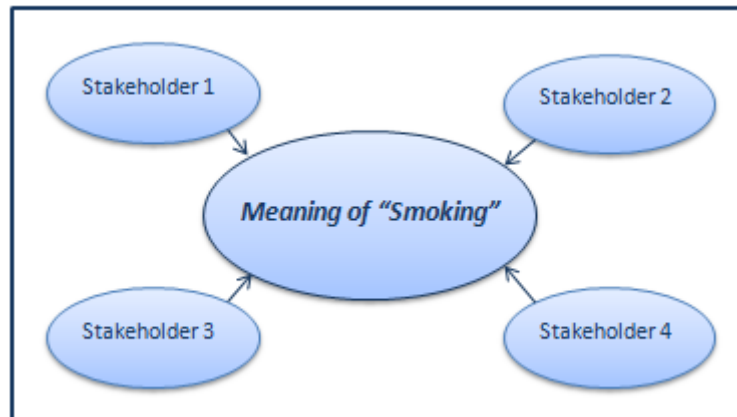 Stakeholder 1
Stakeholder 2
Meaning of “Smoking”
Stakeholder 3
Stakeholder 4